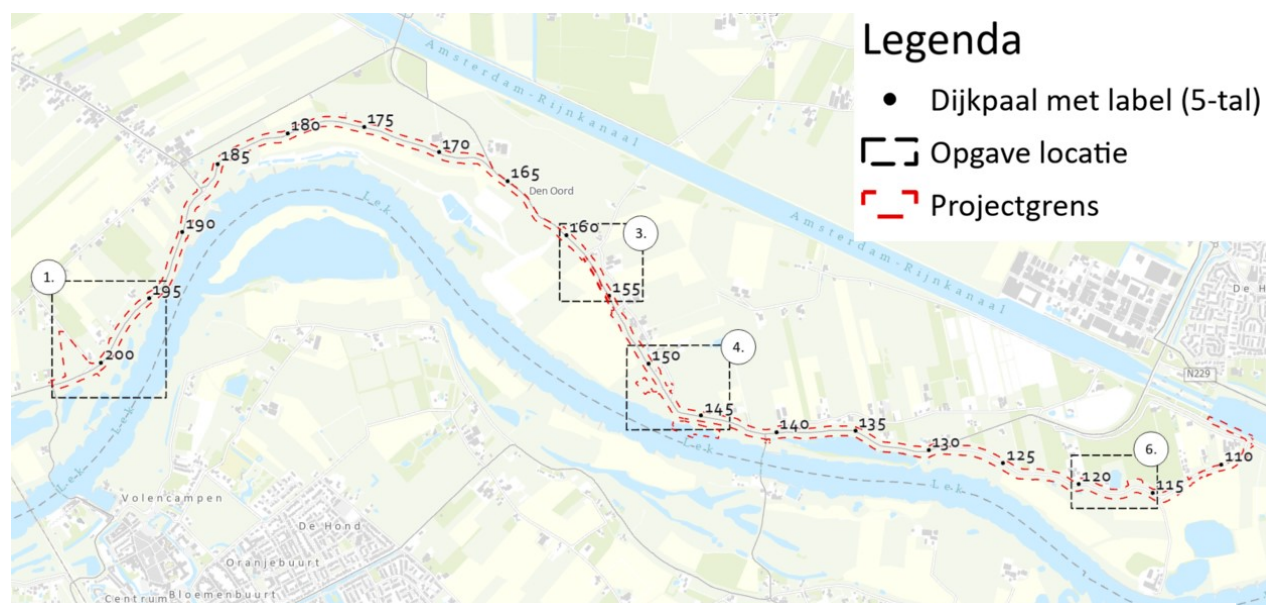 Legenda
Dijkpaal met label (5-tal)
Opgave locatie
Projectgrens
Amsterdam-Rijnkanaal
180
175
170
185
165
Den Oord
Lek
190
160
3.
Amsterdam-Rijnkanaal
1.
195
155
De H
200
150
4.
N229
145
140
135
Lek
Lek
130
125
6.
110
120
115
Lek
Lek
Volencampen
De Hond
Oranjebuurt
Centrum
Bloemenbuurt